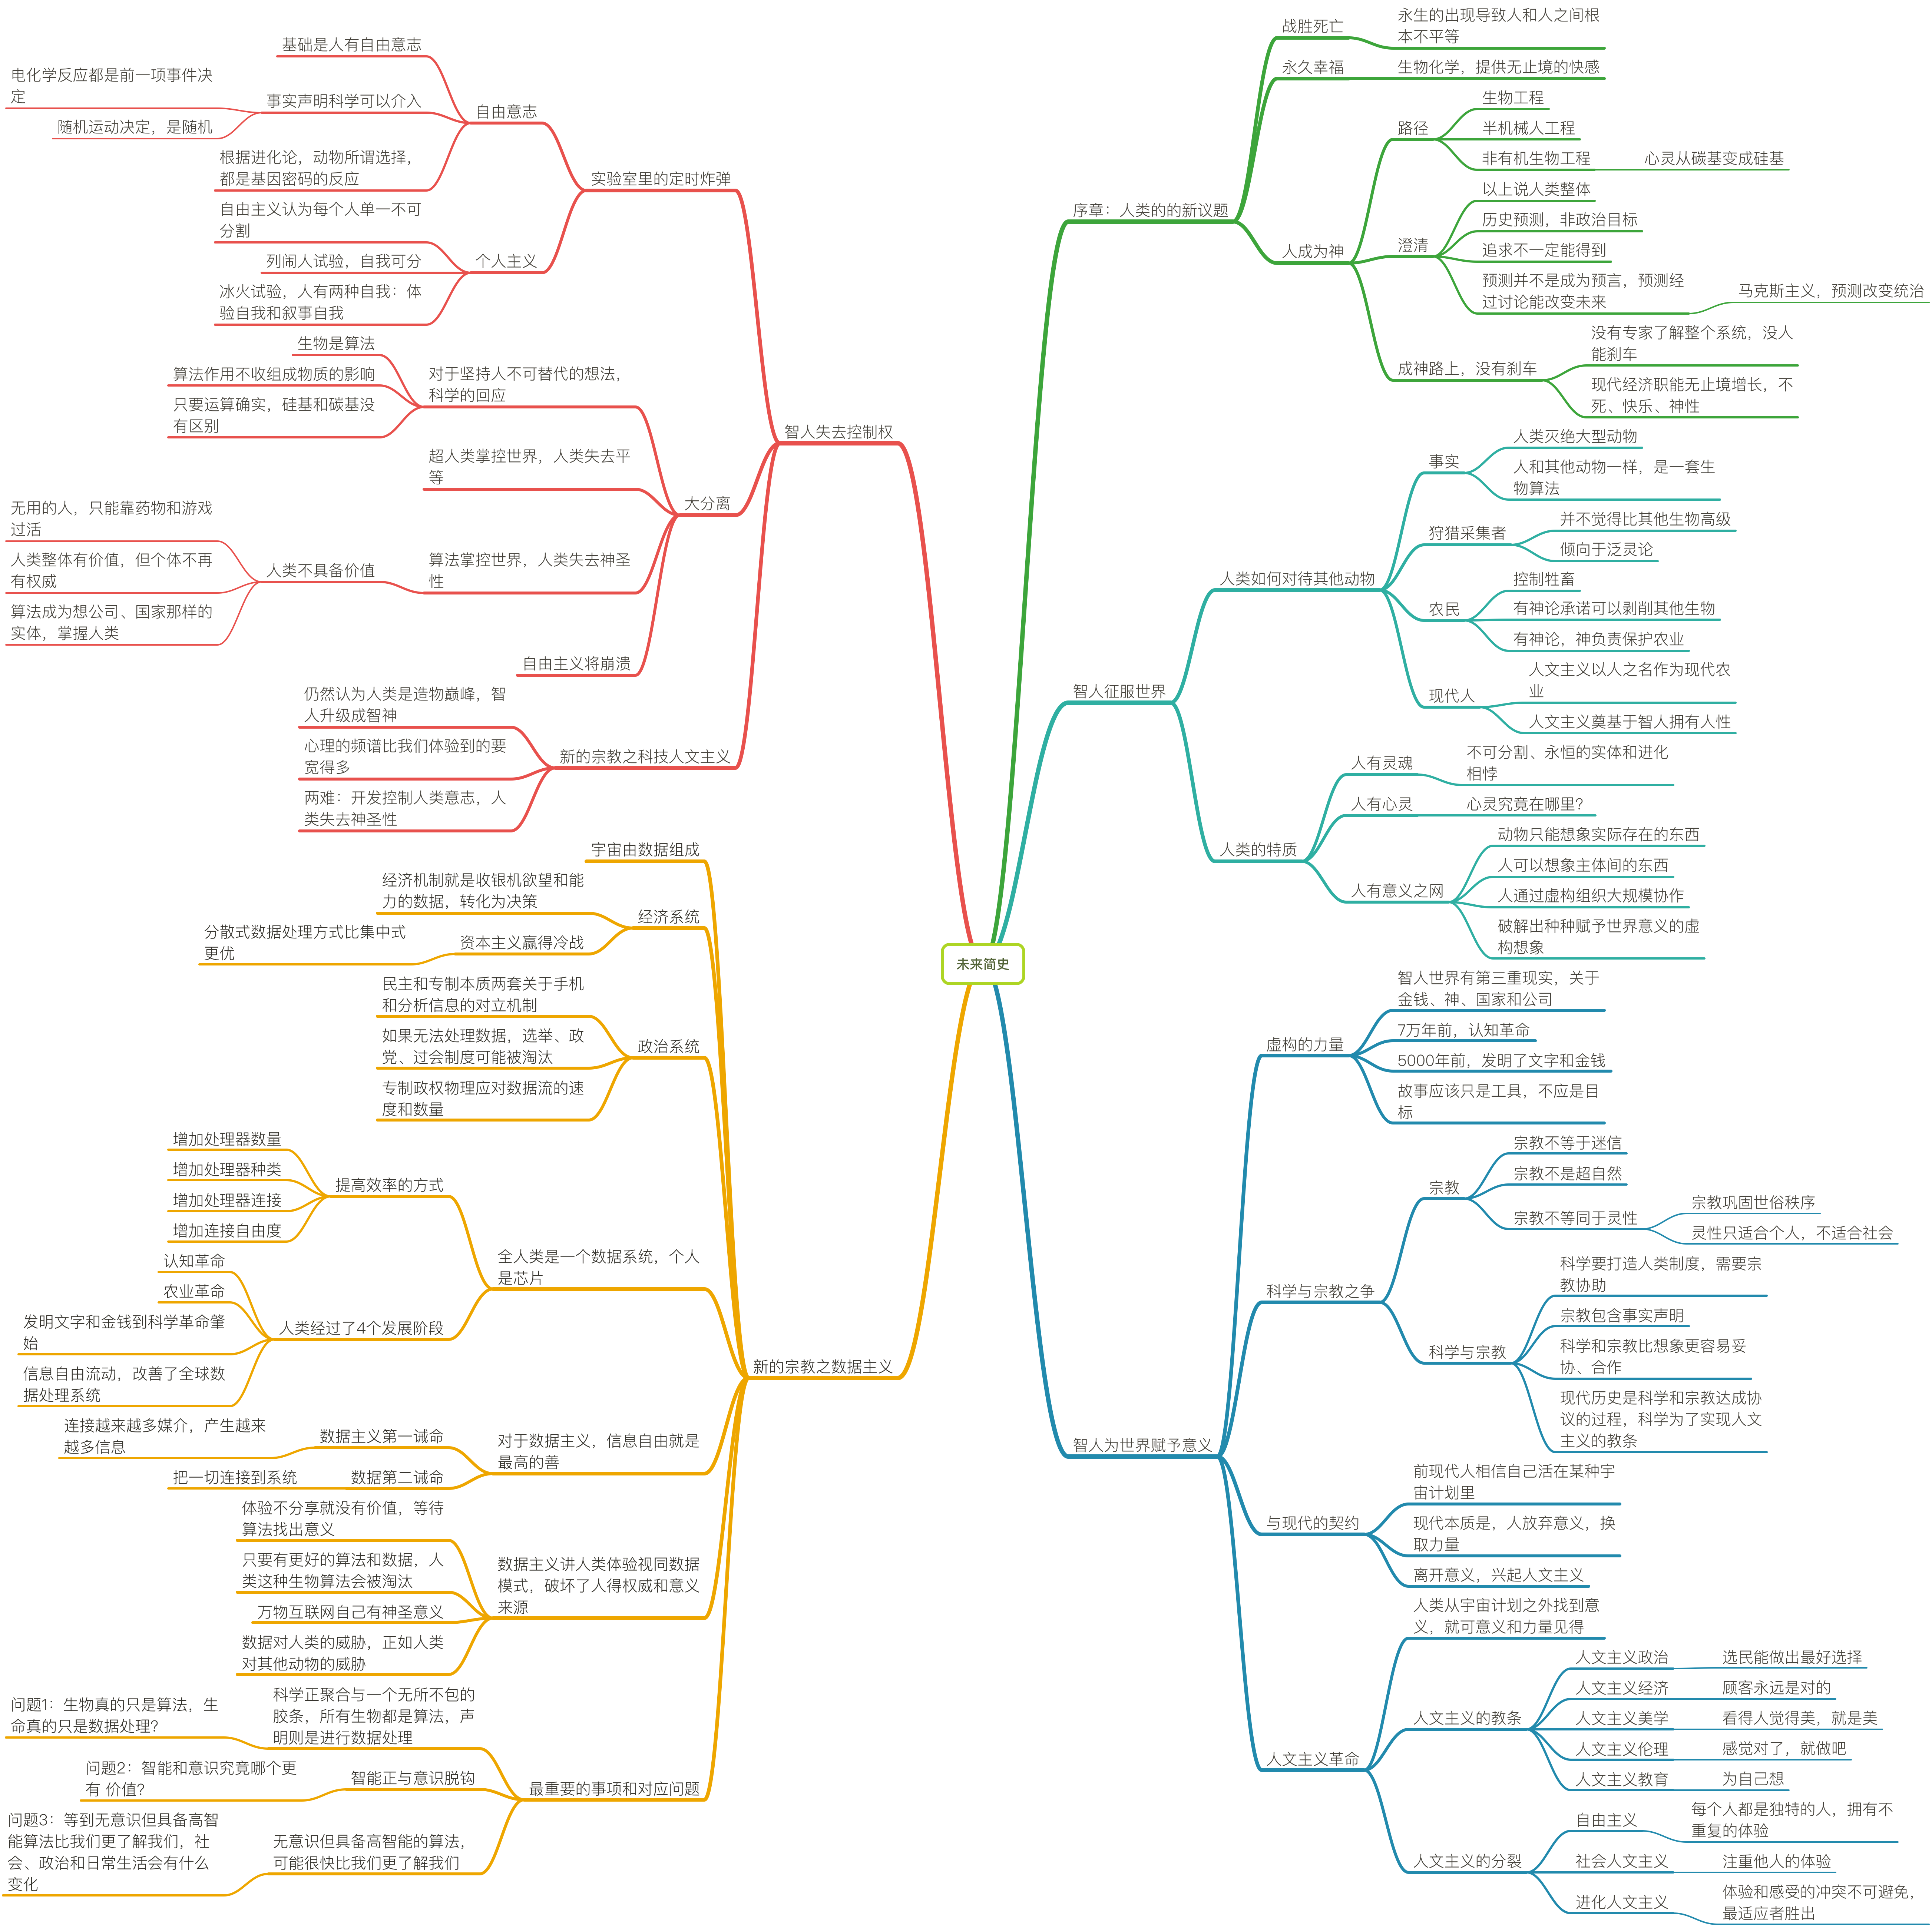 未来简史
序章：人类的的新议题
战胜死亡
永生的出现导致人和人之间根
本不平等
永久幸福
生物化学，提供无止境的快感
人成为神
路径
生物工程
半机械人工程
非有机生物工程
心灵从碳基变成硅基
澄清
以上说人类整体
历史预测，非政治目标
追求不一定能得到
预测并不是成为预言，预测经
过讨论能改变未来
马克斯主义，预测改变统治
成神路上，没有刹车
没有专家了解整个系统，没人
能刹车
现代经济职能无止境增长，不
死、快乐、神性
智人征服世界
人类如何对待其他动物
事实
人类灭绝大型动物
人和其他动物一样，是一套生
物算法
狩猎采集者
并不觉得比其他生物高级
倾向于泛灵论
农民
控制牲畜
有神论承诺可以剥削其他生物
有神论，神负责保护农业
现代人
人文主义以人之名作为现代农
业
人文主义奠基于智人拥有人性
人类的特质
人有灵魂
不可分割、永恒的实体和进化
相悖
人有心灵
心灵究竟在哪里？
人有意义之网
动物只能想象实际存在的东西
人可以想象主体间的东西
人通过虚构组织大规模协作
破解出种种赋予世界意义的虚
构想象
智人为世界赋予意义
虚构的力量
智人世界有第三重现实，关于
金钱、神、国家和公司
7万年前，认知革命
5000年前，发明了文字和金钱
故事应该只是工具，不应是目
标
科学与宗教之争
宗教
宗教不等于迷信
宗教不是超自然
宗教不等同于灵性
宗教巩固世俗秩序
灵性只适合个人，不适合社会
科学与宗教
科学要打造人类制度，需要宗
教协助
宗教包含事实声明
科学和宗教比想象更容易妥
协、合作
现代历史是科学和宗教达成协
议的过程，科学为了实现人文
主义的教条
与现代的契约
前现代人相信自己活在某种宇
宙计划里
现代本质是，人放弃意义，换
取力量
离开意义，兴起人文主义
人文主义革命
人类从宇宙计划之外找到意
义，就可意义和力量见得
人文主义的教条
人文主义政治
选民能做出最好选择
人文主义经济
顾客永远是对的
人文主义美学
看得人觉得美，就是美
人文主义伦理
感觉对了，就做吧
人文主义教育
为自己想
人文主义的分裂
自由主义
每个人都是独特的人，拥有不
重复的体验
社会人文主义
注重他人的体验
进化人文主义
体验和感受的冲突不可避免，
最适应者胜出
智人失去控制权
实验室里的定时炸弹
自由意志
基础是人有自由意志
事实声明科学可以介入
电化学反应都是前一项事件决
定
随机运动决定，是随机
根据进化论，动物所谓选择，
都是基因密码的反应
个人主义
自由主义认为每个人单一不可
分割
列闹人试验，自我可分
冰火试验，人有两种自我：体
验自我和叙事自我
大分离
对于坚持人不可替代的想法，
科学的回应
生物是算法
算法作用不收组成物质的影响
只要运算确实，硅基和碳基没
有区别
超人类掌控世界，人类失去平
等
算法掌控世界，人类失去神圣
性
人类不具备价值
无用的人，只能靠药物和游戏
过活
人类整体有价值，但个体不再
有权威
算法成为想公司、国家那样的
实体，掌握人类
自由主义将崩溃
新的宗教之科技人文主义
仍然认为人类是造物巅峰，智
人升级成智神
心理的频谱比我们体验到的要
宽得多
两难：开发控制人类意志，人
类失去神圣性
新的宗教之数据主义
宇宙由数据组成
经济系统
经济机制就是收银机欲望和能
力的数据，转化为决策
资本主义赢得冷战
分散式数据处理方式比集中式
更优
政治系统
民主和专制本质两套关于手机
和分析信息的对立机制
如果无法处理数据，选举、政
党、过会制度可能被淘汰
专制政权物理应对数据流的速
度和数量
全人类是一个数据系统，个人
是芯片
提高效率的方式
增加处理器数量
增加处理器种类
增加处理器连接
增加连接自由度
人类经过了4个发展阶段
认知革命
农业革命
发明文字和金钱到科学革命肇
始
信息自由流动，改善了全球数
据处理系统
对于数据主义，信息自由就是
最高的善
数据主义第一诫命
连接越来越多媒介，产生越来
越多信息
数据第二诫命
把一切连接到系统
数据主义讲人类体验视同数据
模式，破坏了人得权威和意义
来源
体验不分享就没有价值，等待
算法找出意义
只要有更好的算法和数据，人
类这种生物算法会被淘汰
万物互联网自己有神圣意义
数据对人类的威胁，正如人类
对其他动物的威胁
最重要的事项和对应问题
科学正聚合与一个无所不包的
胶条，所有生物都是算法，声
明则是进行数据处理
问题1：生物真的只是算法，生
命真的只是数据处理？
智能正与意识脱钩
问题2：智能和意识究竟哪个更
有 价值？
无意识但具备高智能的算法，
可能很快比我们更了解我们
问题3：等到无意识但具备高智
能算法比我们更了解我们，社
会、政治和日常生活会有什么
变化